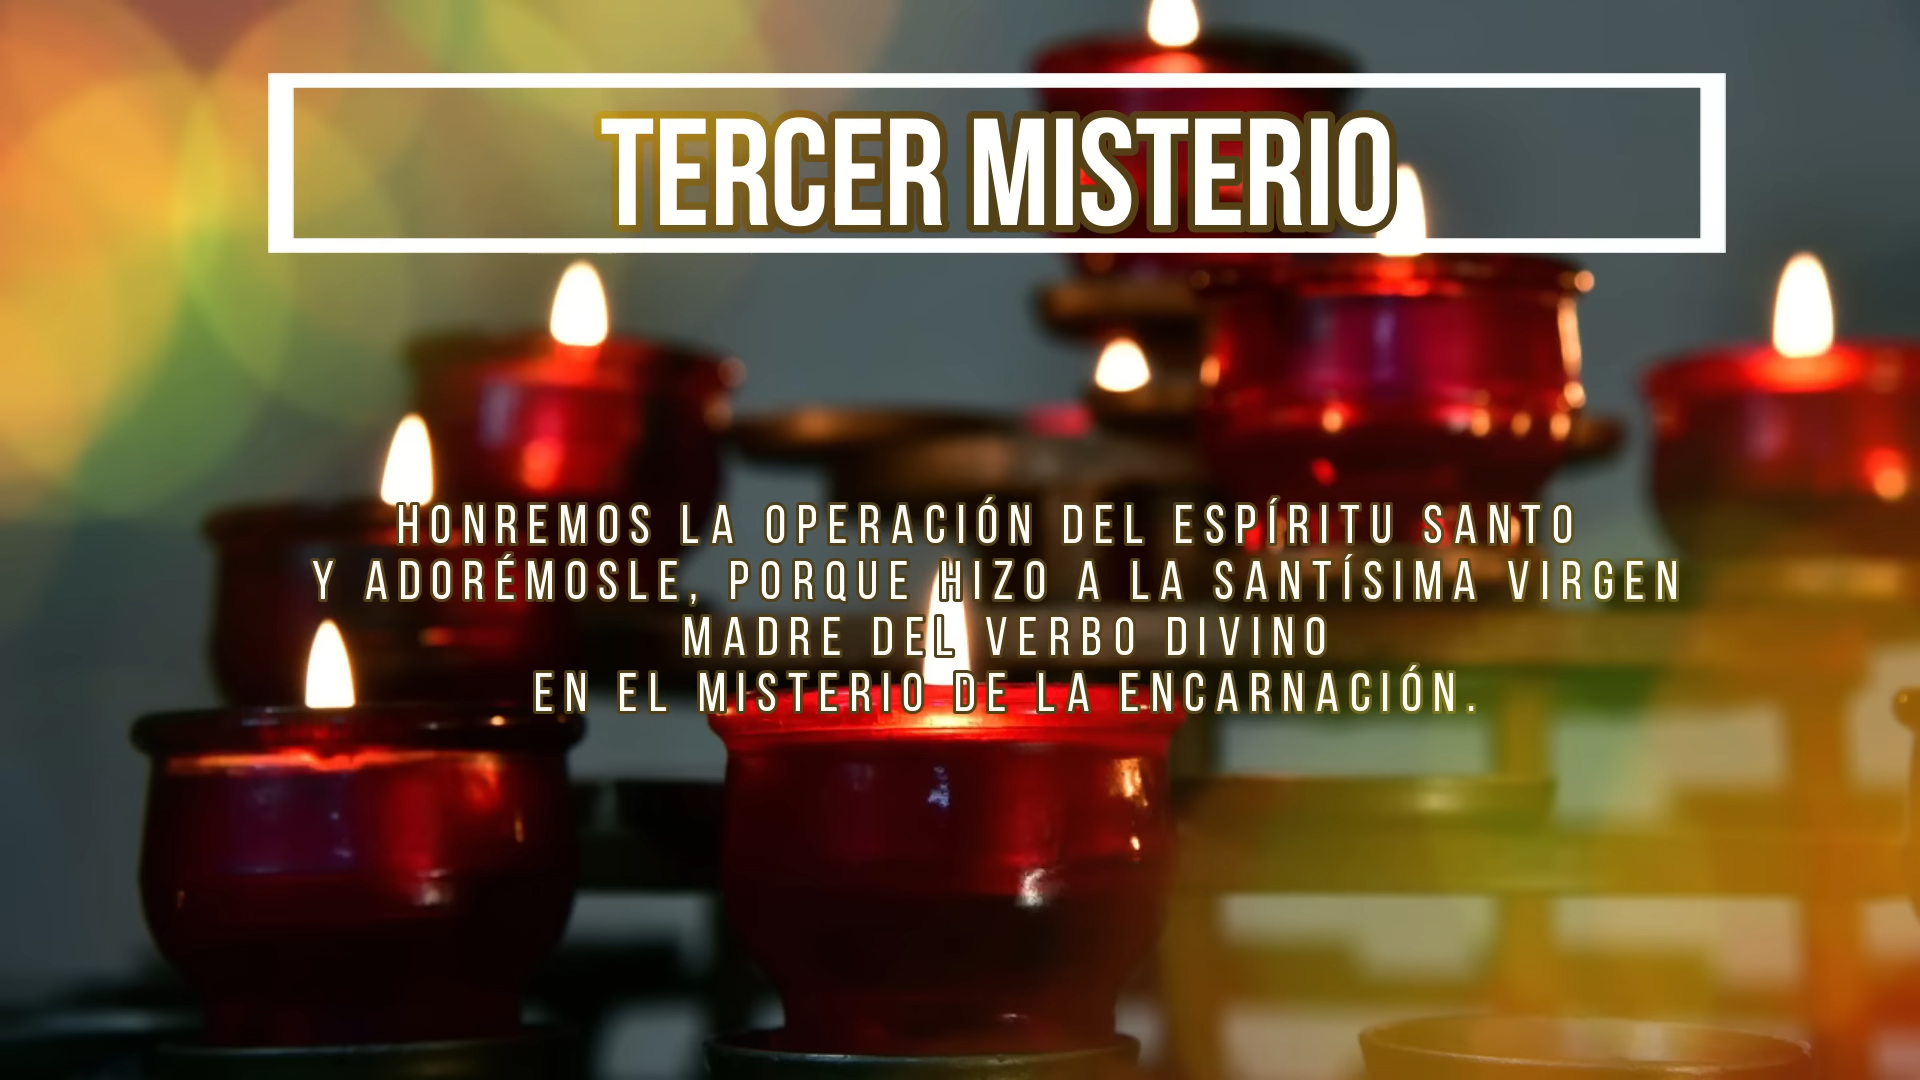 TERCER MISTERIO
HONREMOS LA OPERACIÓN DEL ESPÍRITU SANTO
Y ADORÉMOSLE, PORQUE HIZO A LA SANTÍSIMA VIRGEN
MADRE DEL VERBO DIVINO
EN EL MISTERIO DE LA ENCARNACIÓN.